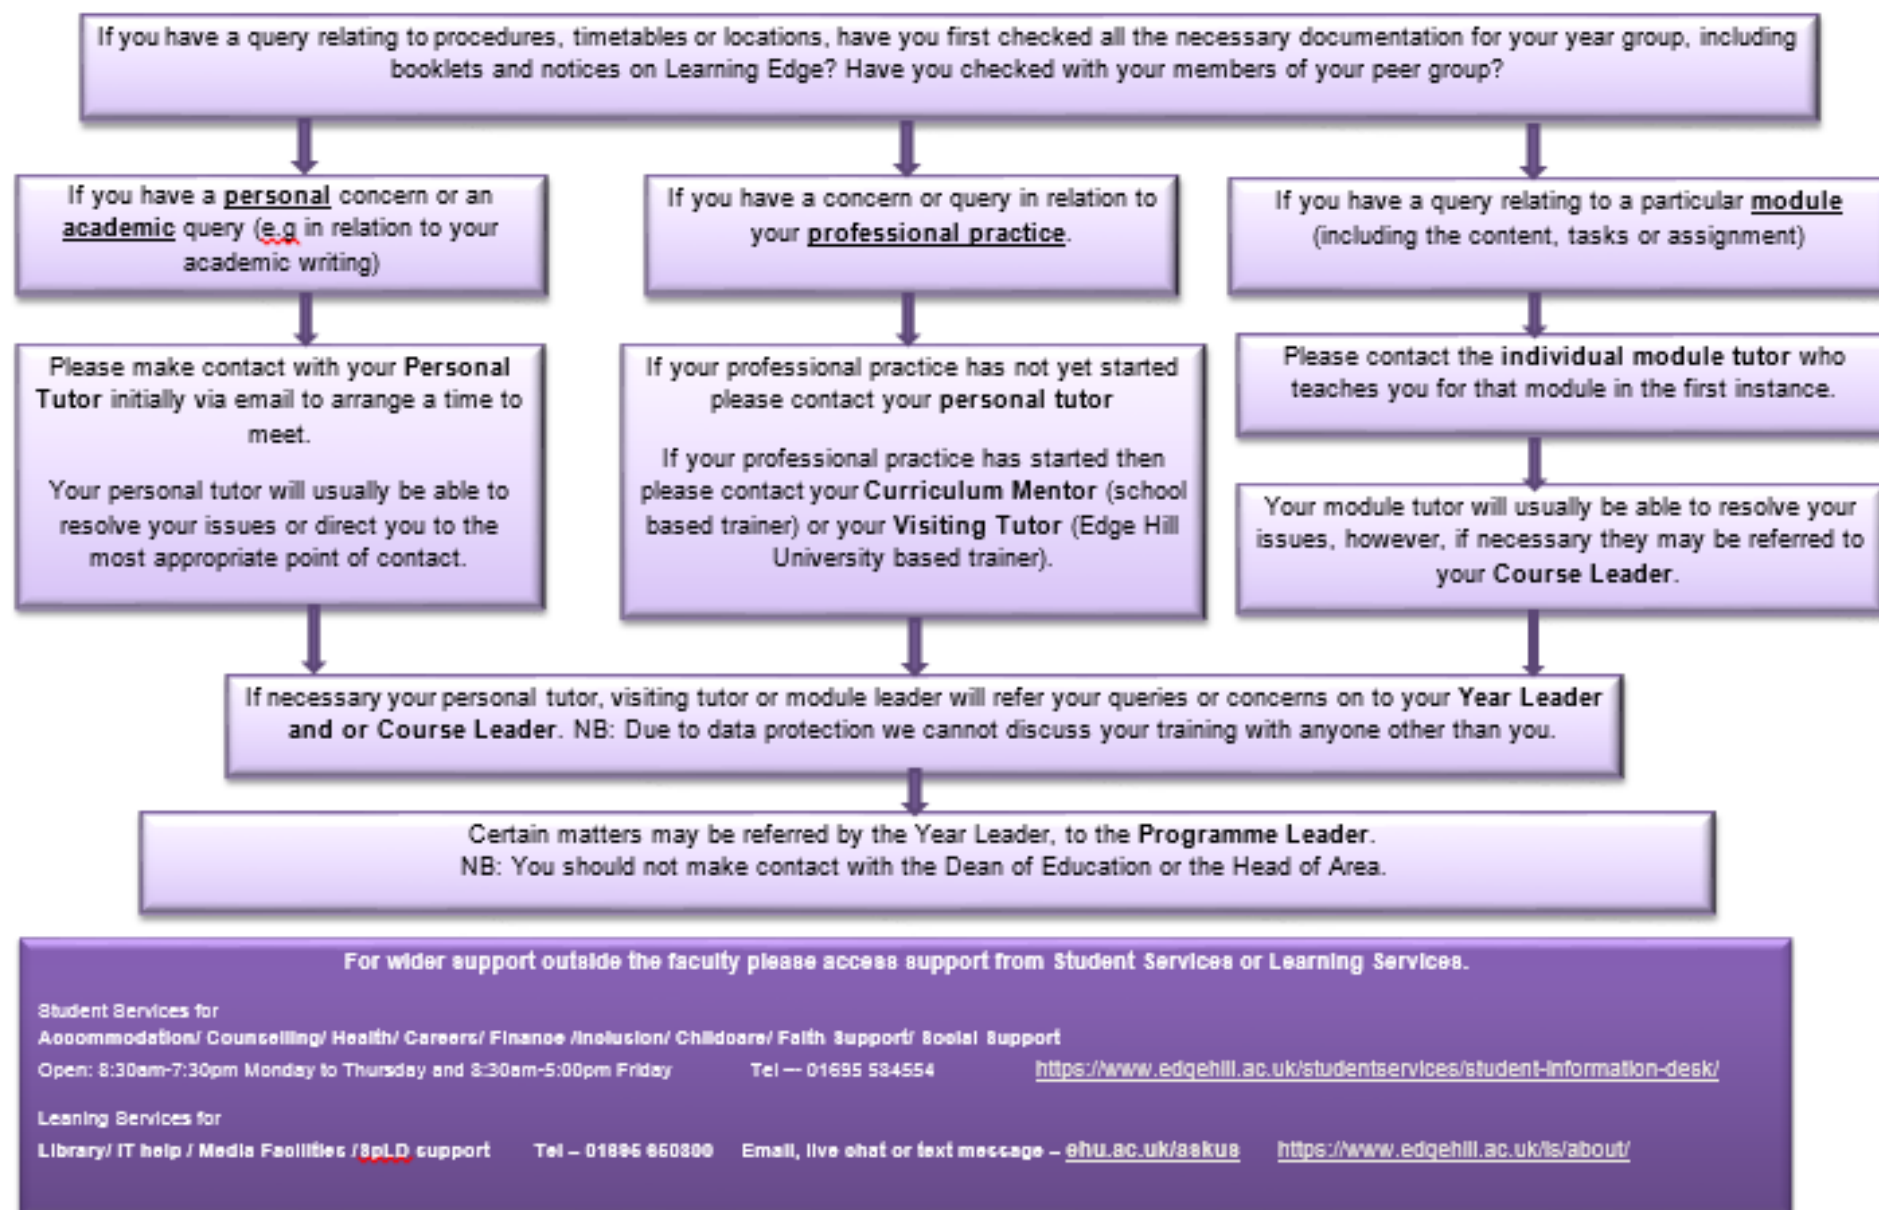 If you have a query relating to procedures, timetables or locations, have you first checked all the necessary documentation for your year group, including
booklets and notices on Learning Edge? Have you checked with your members of your peer group?
If you have a personal concern or an
academic query (e.g in relation to your
academic writing)
Please make contact with your Personal
Tutor initially via email to arrange a time to
meet.
Your personal tutor will usually be able to
resolve your issues or direct you to the
most appropriate point of contact.
If you have a concern or query in relation to
your professional practice.
If your professional practice has not yet started
please contact your personal tutor
If your professional practice has started then
please contact your Curriculum Mentor (school
based trainer) or your Visiting Tutor (Edge Hill
University based trainer).
If you have a query relating to a particular module
(including the content, tasks or assignment)
Please contact the individual module tutor who
teaches you for that module in the first instance.
Your module tutor will usually be able to resolve your
issues, however, if necessary they may be referred to
your Course Leader.
If necessary your personal tutor, visiting tutor or module leader will refer your queries or concerns on to your Year Leader
and or Course Leader. NB: Due to data protection we cannot discuss your training with anyone other than you.
Certain matters may be referred by the Year Leader, to the Programme Leader.
NB: You should not make contact with the Dean of Education or the Head of Area.
For wider support outside the faculty please access support from Student Services or Learning Services.
Student Services for
Accommodation/ Counselling/ Health/ Careers/ Finance /Inclusion/ Childcare/ Faith Support/ Social Support
Open: 8:30am-7:30pm Monday to Thursday and 8:30am-5:00pm Friday Tel –- 01695 584554 https://www.edgehill.ac.uk/studentservices/student-information-desk/
Leaning Services for
Library/ IT help / Media Facilities /SpLD support Tel – 01695 650800 Email, live chat or text message – ehu.ac.uk/askus https://www.edgehill.ac.uk/ls/about/